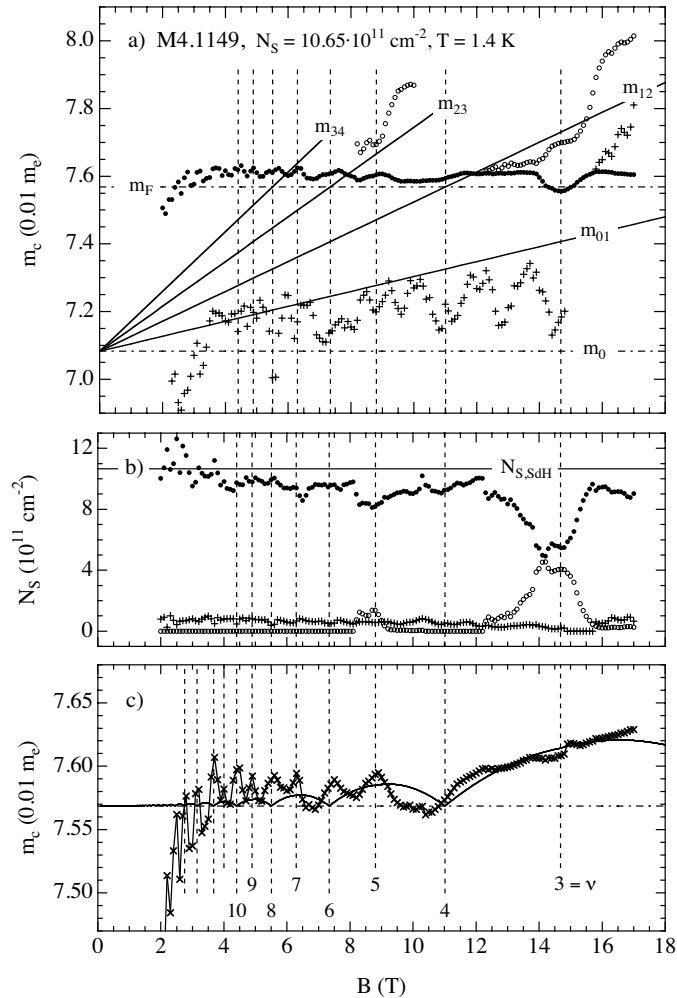 a) M4.1149, N_S = 10.65·10^11 cm^-2, T = 1.4 K
8.0
7.8
7.6
7.4
7.2
7.0
m_c (0.01 m_e)
m_34
m_23
m_12
m_F
m_01
m_0
b)
N_S,SdH
12
8
4
0
N_S (10^11 cm^-2)
c)
7.65
7.60
7.55
7.50
m_c (0.01 m_e)
10
9
8
7
6
5
4
3 = ν
0 2 4 6 8 10 12 14 16 18
B (T)